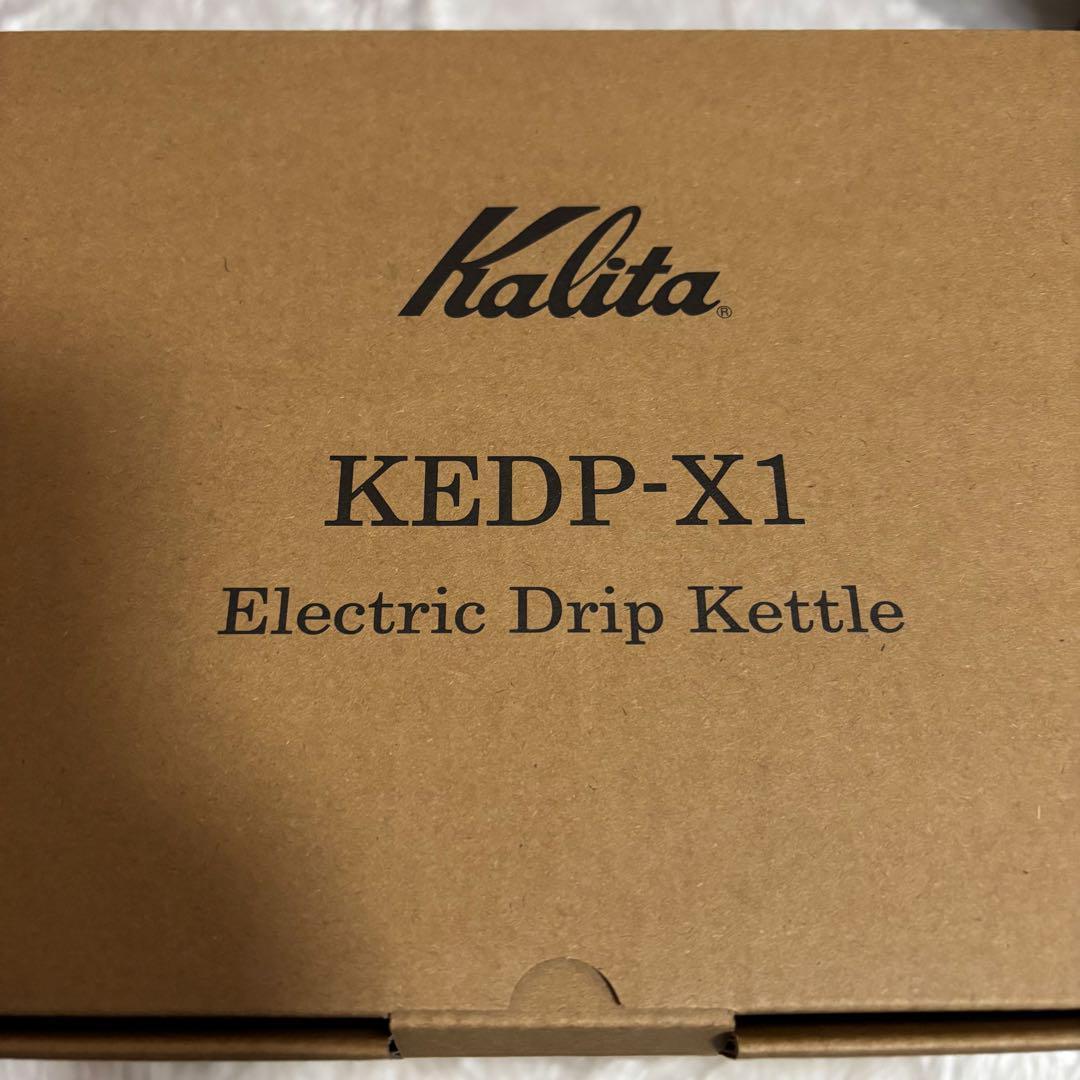 Kalita®
KEDP-X1
Electric Drip Kettle